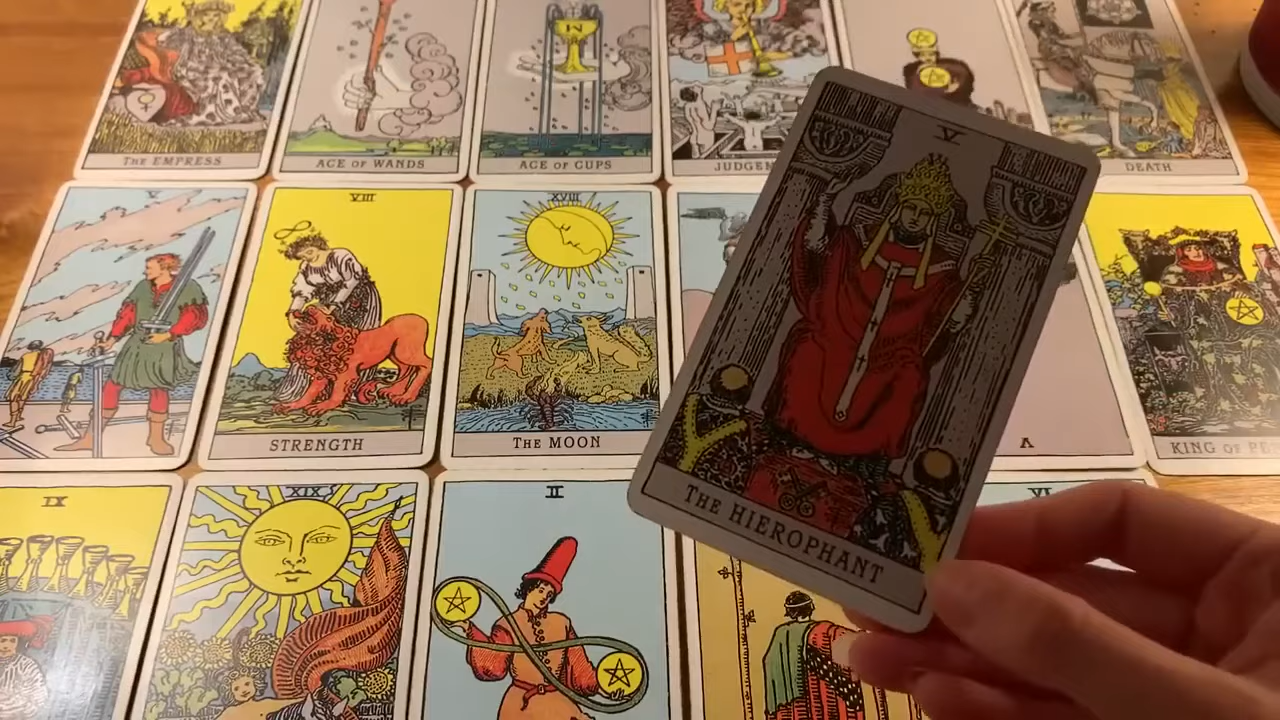 THE EMPRESS
ACE OF WANDS
ACE OF CUPS
JUDGEM
DEATH
V
VIII
XVIII
V
STRENGTH
THE MOON
THE HIEROPHANT
KING OF PE
IX
XIX
II
VI